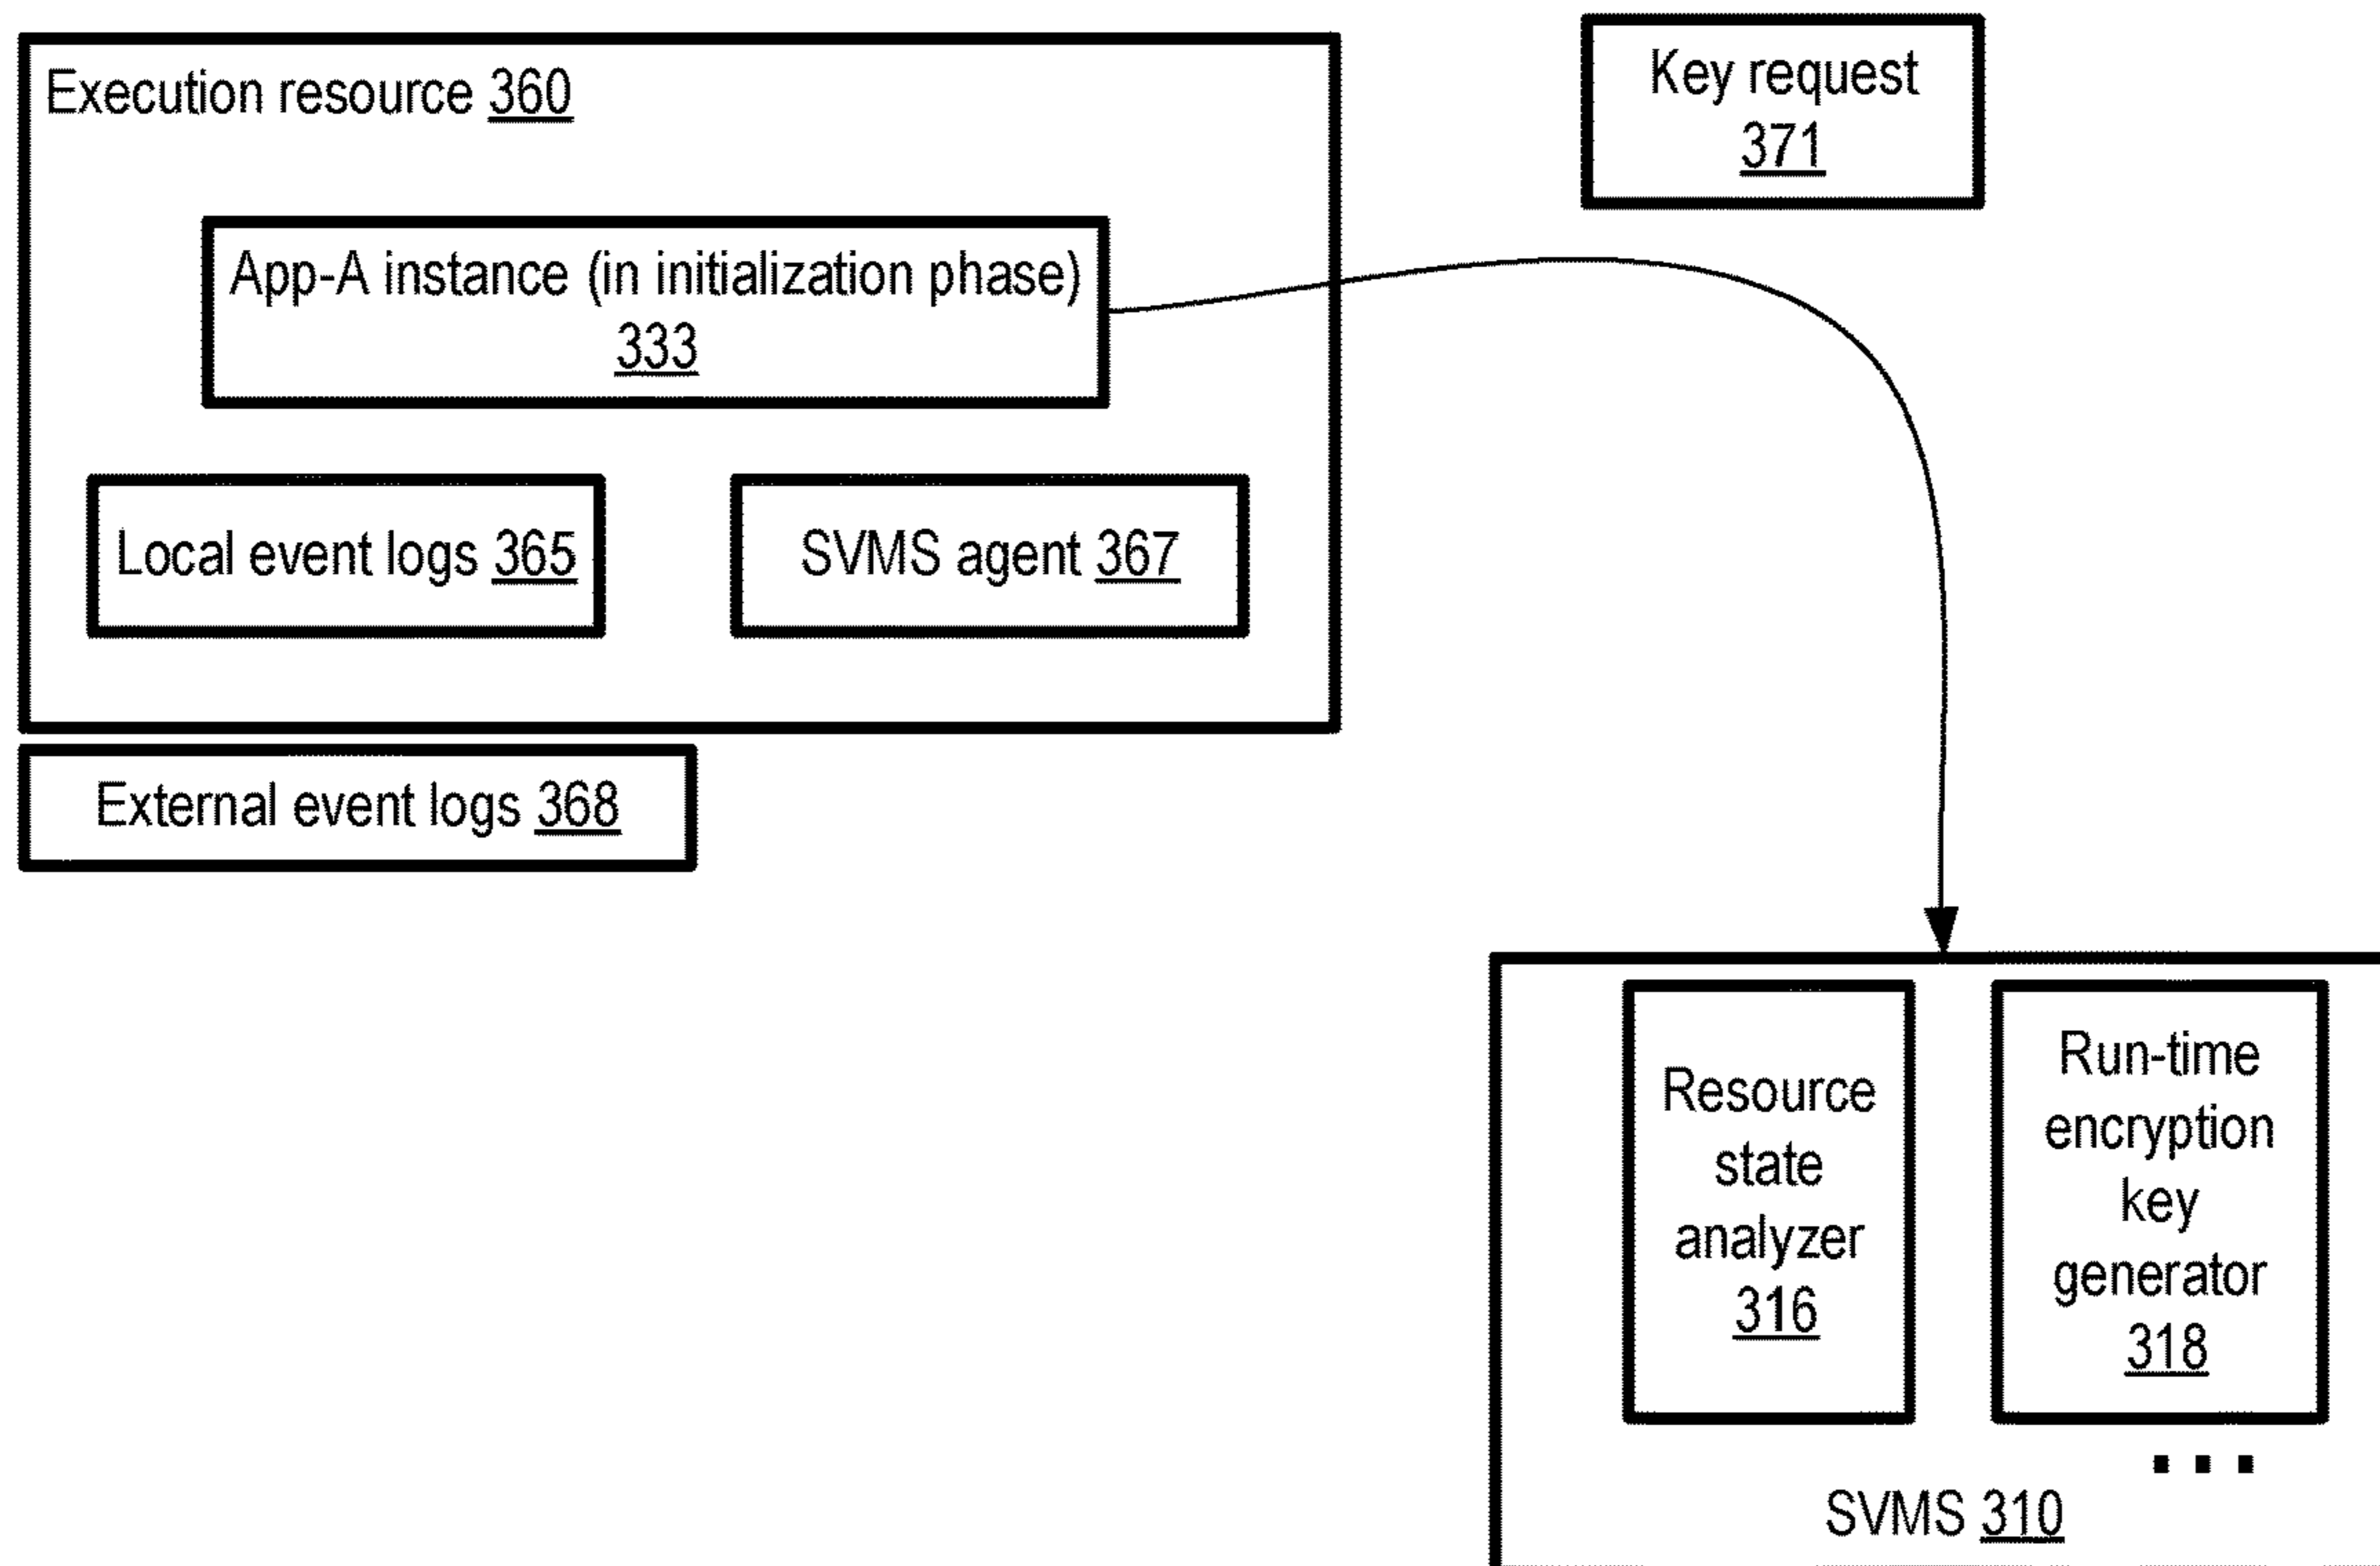 Execution resource 360
Key request
371
App-A instance (in initialization phase)
333
Local event logs 365
SVMS agent 367
External event logs 368
Resource
state
analyzer
316
Run-time
encryption
key
generator
318
...
SVMS 310